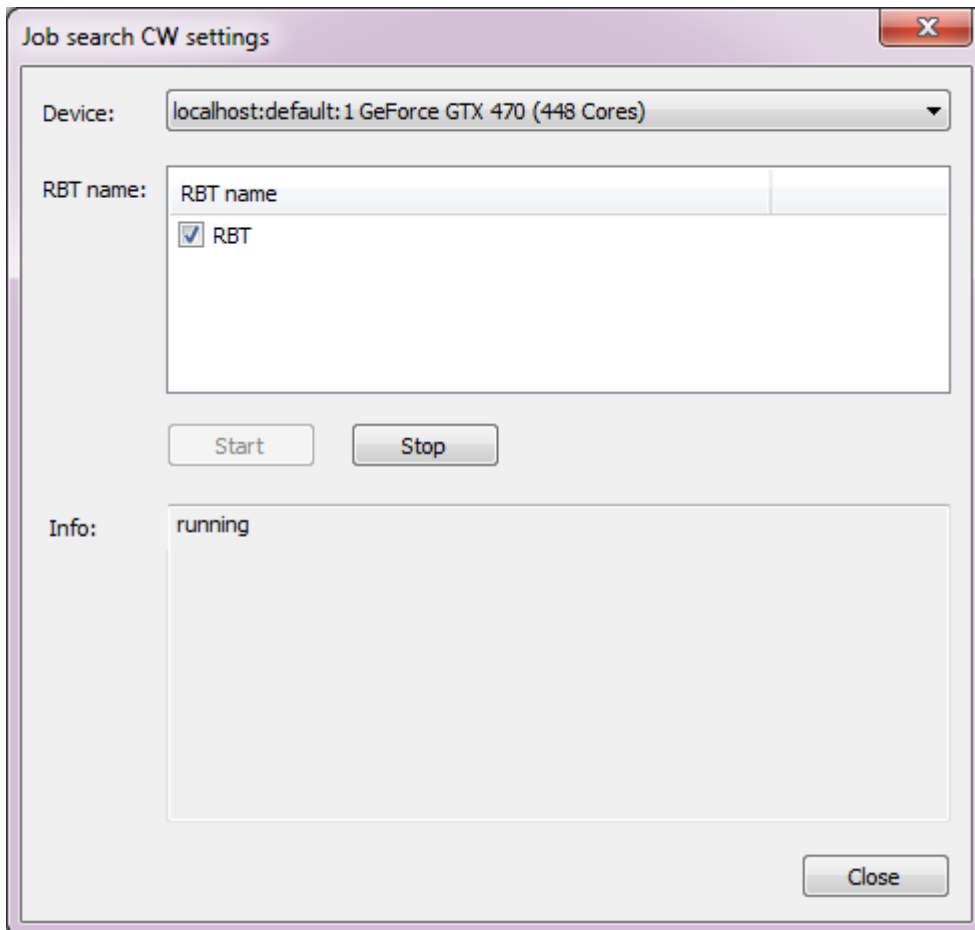 Job search CW settings
Device: localhost:default:1 GeForce GTX 470 (448 Cores)
RBT name: RBT name
RBT
Start Stop
Info: running
Close